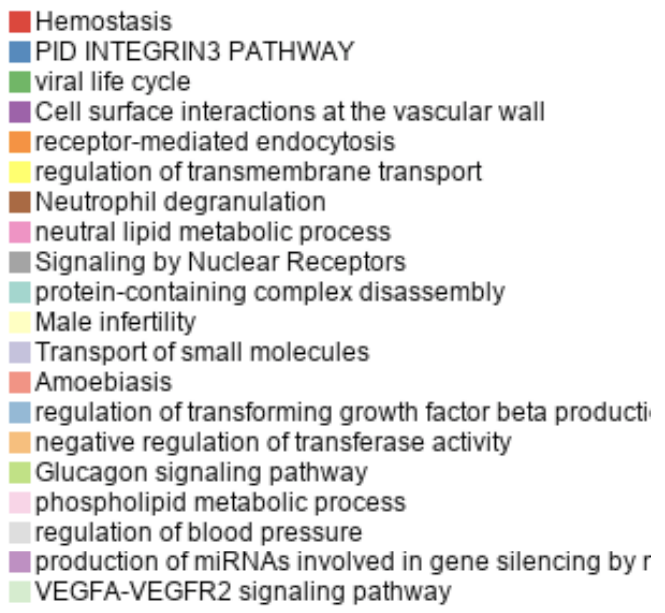 Hemostasis
PID INTEGRIN3 PATHWAY
viral life cycle
Cell surface interactions at the vascular wall
receptor-mediated endocytosis
regulation of transmembrane transport
Neutrophil degranulation
neutral lipid metabolic process
Signaling by Nuclear Receptors
protein-containing complex disassembly
Male infertility
Transport of small molecules
Amoebiasis
regulation of transforming growth factor beta
negative regulation of transferase activity
Glucagon signaling pathway
phospholipid metabolic process
regulation of blood pressure
production of miRNAs involved in gene silencing by
VEGFA-VEGFR2 signaling pathway